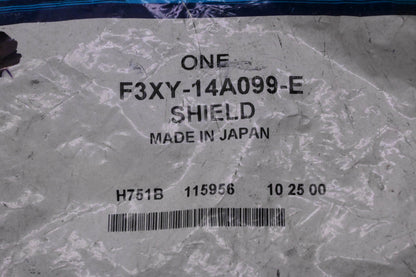 ONE
F3XY-14A099-E
SHIELD
MADE IN JAPAN
H751B 115956 10 25 00